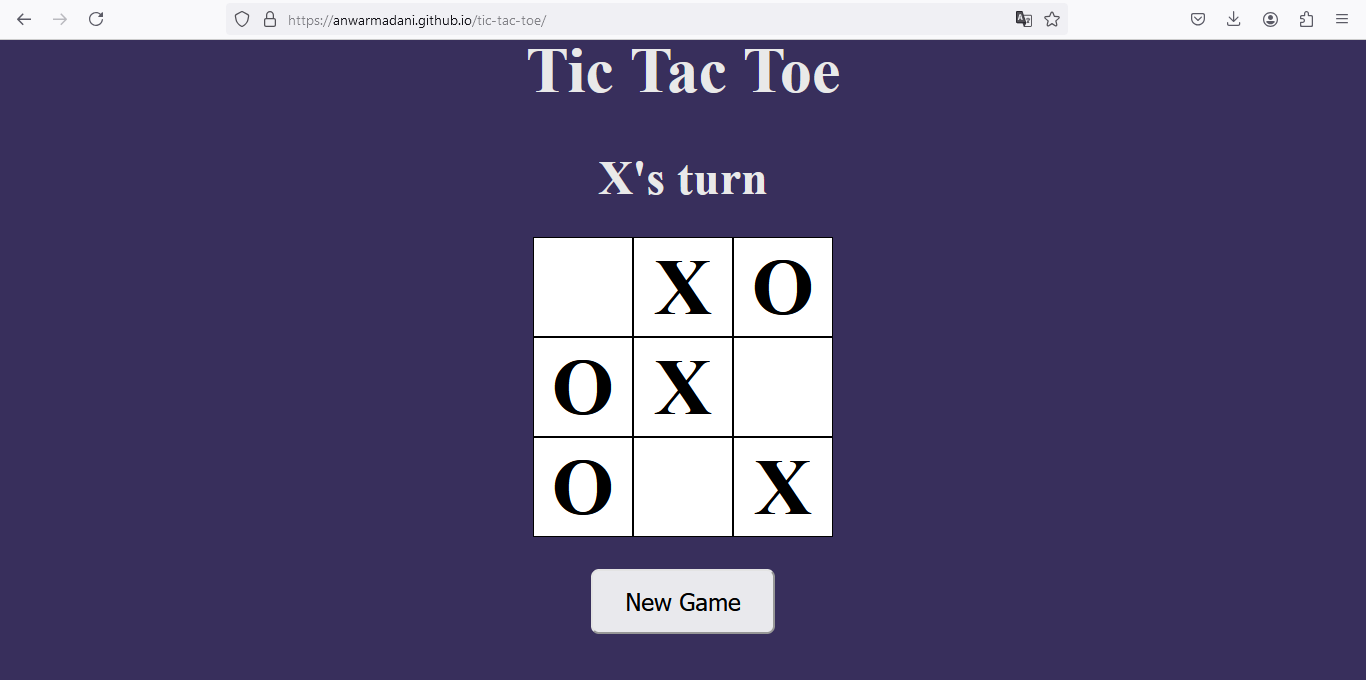 https://anwarmadani.github.io/tic-tac-toe/
Tic Tac Toe
X's turn
X O
O X
O X
New Game